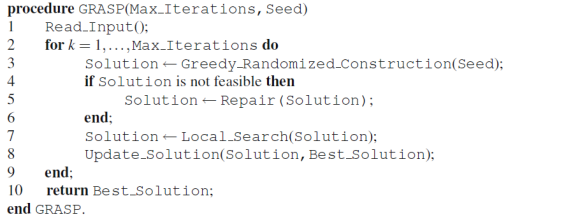 procedure GRASP(Max_Iterations,Seed)
1 Read_Input();
2 for k = 1,...,Max_Iterations do
3 Solution ← Greedy_Randomized_Construction(Seed);
4 if Solution is not feasible then
5 Solution ← Repair(Solution);
6 end;
7 Solution ← Local_Search(Solution);
8 Update_Solution(Solution,Best_Solution);
9 end;
10 return Best_Solution;
end GRASP.